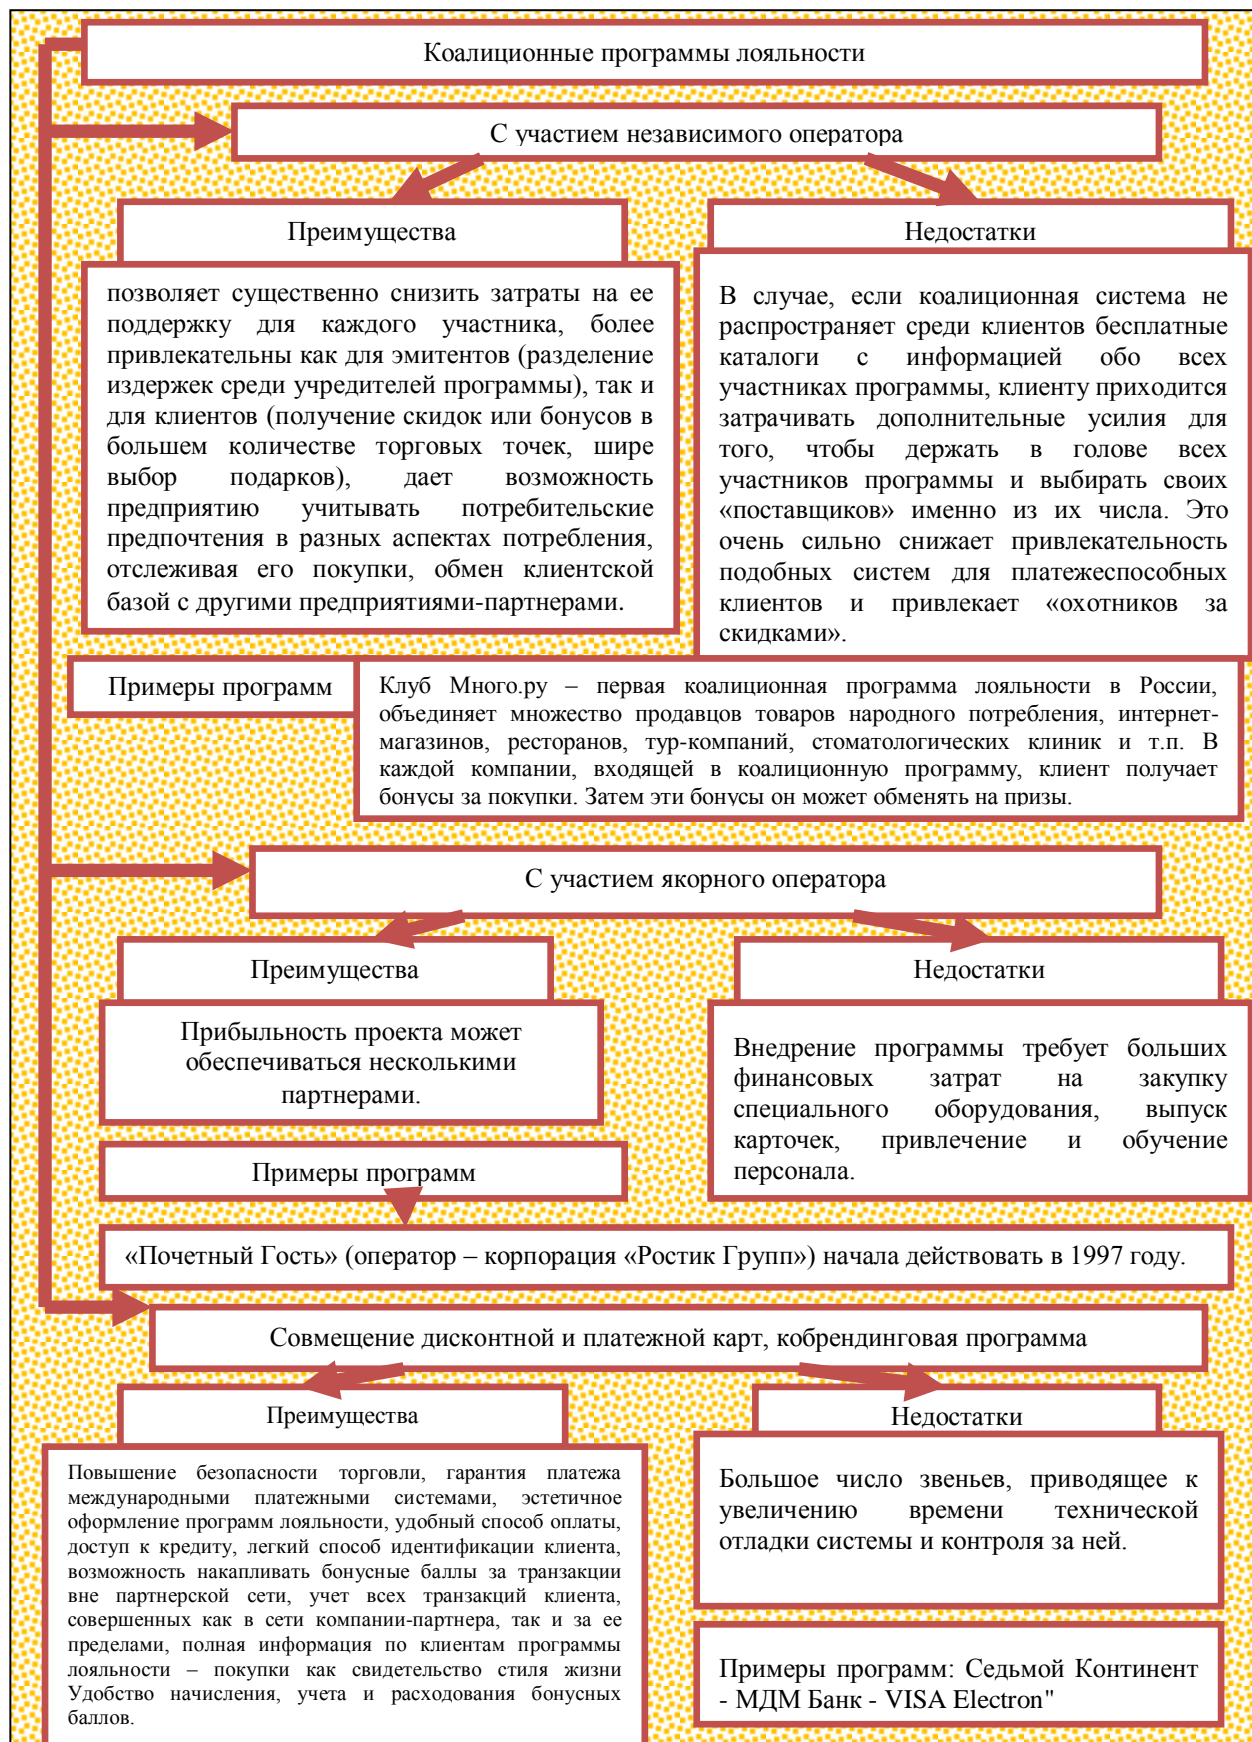 Коалиционные программы лояльности
С участием независимого оператора
Преимущества
позволяет существенно снизить затраты на ее
поддержку для каждого участника, более
привлекательны как для эмитентов (разделение
издержек среди учредителей программы), так и
для клиентов (получение скидок или бонусов в
большем количестве торговых точек, шире
выбор подарков), дает возможность
предприятию учитывать потребительские
предпочтения в разных аспектах потребления,
отслеживая его покупки, обмен клиентской
базой с другими предприятиями-партнерами.
Недостатки
В случае, если коалиционная система не
распространяет среди клиентов бесплатные
каталоги с информацией обо всех
участниках программы, клиенту приходится
затрачивать дополнительные усилия для
того, чтобы держать в голове всех
участников программы и выбирать своих
«поставщиков» именно из их числа. Это
очень сильно снижает привлекательность
подобных систем для платежеспособных
клиентов и привлекает «охотников за
скидками».
Примеры программ
Клуб Много.ру – первая коалиционная программа лояльности в России,
объединяет множество продавцов товаров народного потребления, интернет-
магазинов, ресторанов, тур-компаний, стоматологических клиник и т.п. В
каждой компании, входящей в коалиционную программу, клиент получает
бонусы за покупки. Затем эти бонусы он может обменять на призы.
С участием якорного оператора
Преимущества
Прибыльность проекта может
обеспечиваться несколькими
партнерами.
Недостатки
Внедрение программы требует больших
финансовых затрат на закупку
специального оборудования, выпуск
карточек, привлечение и обучение
персонала.
Примеры программ
«Почетный Гость» (оператор – корпорация «Ростик Групп») начала действовать в 1997 году.
Совмещение дисконтной и платежной карт, кобрендинговая программа
Преимущества
Повышение безопасности торговли, гарантия платежа
международными платежными системами, эстетичное
оформление программ лояльности, удобный способ оплаты,
доступ к кредиту, легкий способ идентификации клиента,
возможность накапливать бонусные баллы за транзакции
вне партнерской сети, учет всех транзакций клиента,
совершенных как в сети компании-партнера, так и за ее
пределами, полная информация по клиентам программы
лояльности – покупки как свидетельство стиля жизни
Удобство начисления, учета и расходования бонусных
баллов.
Недостатки
Большое число звеньев, приводящее к
увеличению времени технической
отладки системы и контроля за ней.
Примеры программ: Седьмой Континент
- МДМ Банк - VISA Electron"